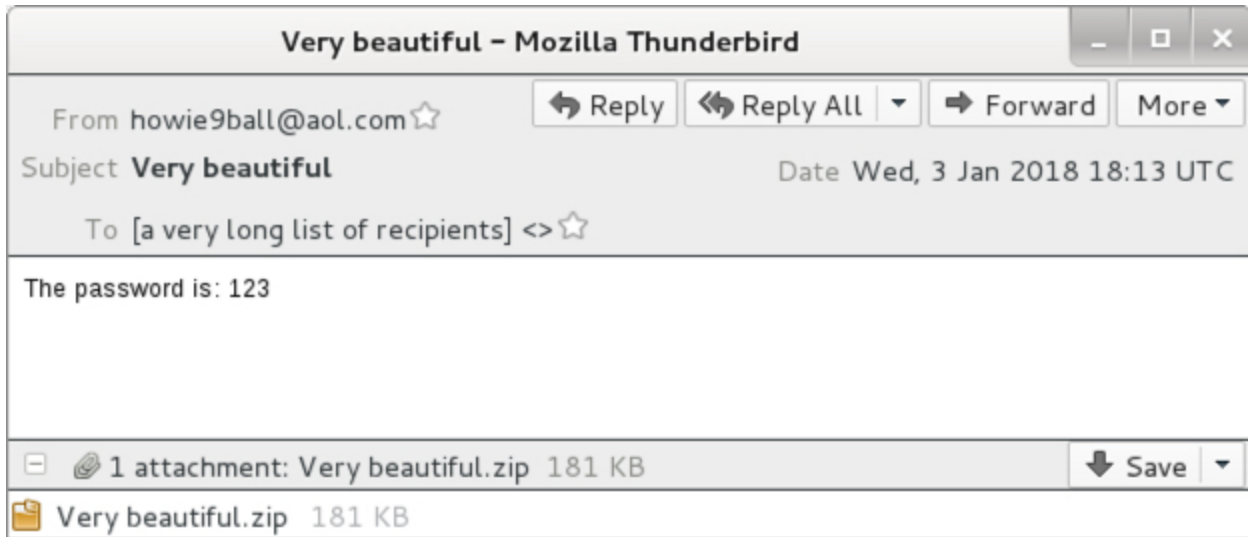 Very beautiful – Mozilla Thunderbird
From howie9ball@aol.com Reply Reply All Forward More
Subject Very beautiful Date Wed, 3 Jan 2018 18:13 UTC
To [a very long list of recipients] <>
The password is: 123
1 attachment: Very beautiful.zip 181 KB Save
Very beautiful.zip 181 KB